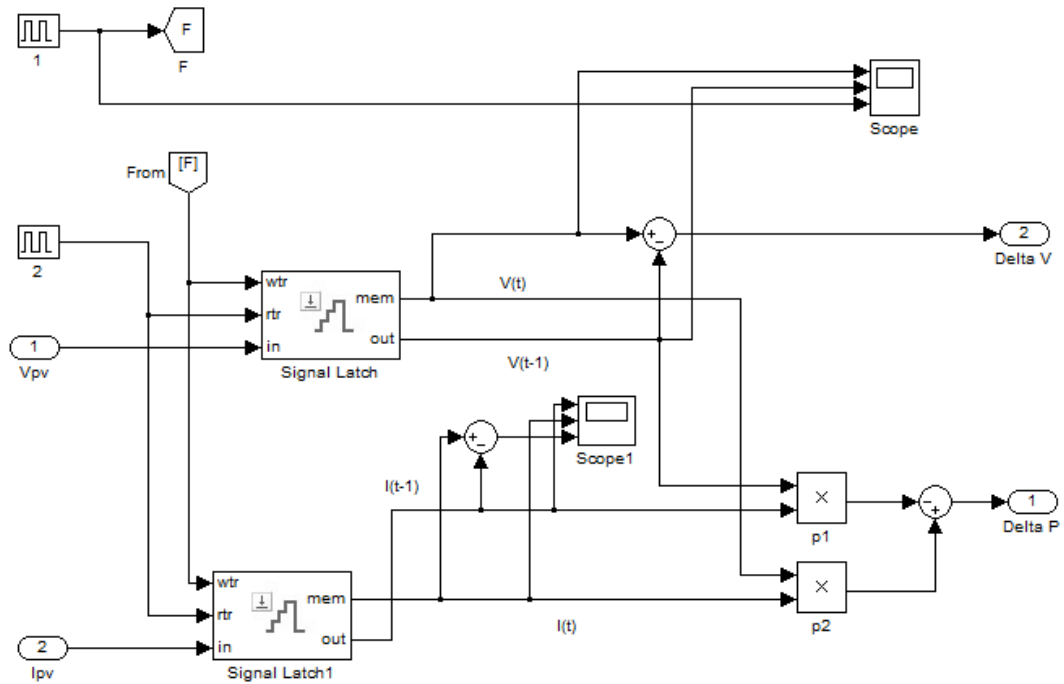 F
1
F
Scope
From
[F]
2
2
Delta V
wtr
mem
V(t)
rtr
out
1
in
Vpv
Signal Latch
V(t-1)
Scope1
I(t-1)
1
p1
Delta P
wtr
mem
rtr
out
I(t)
p2
2
in
Ipv
Signal Latch1